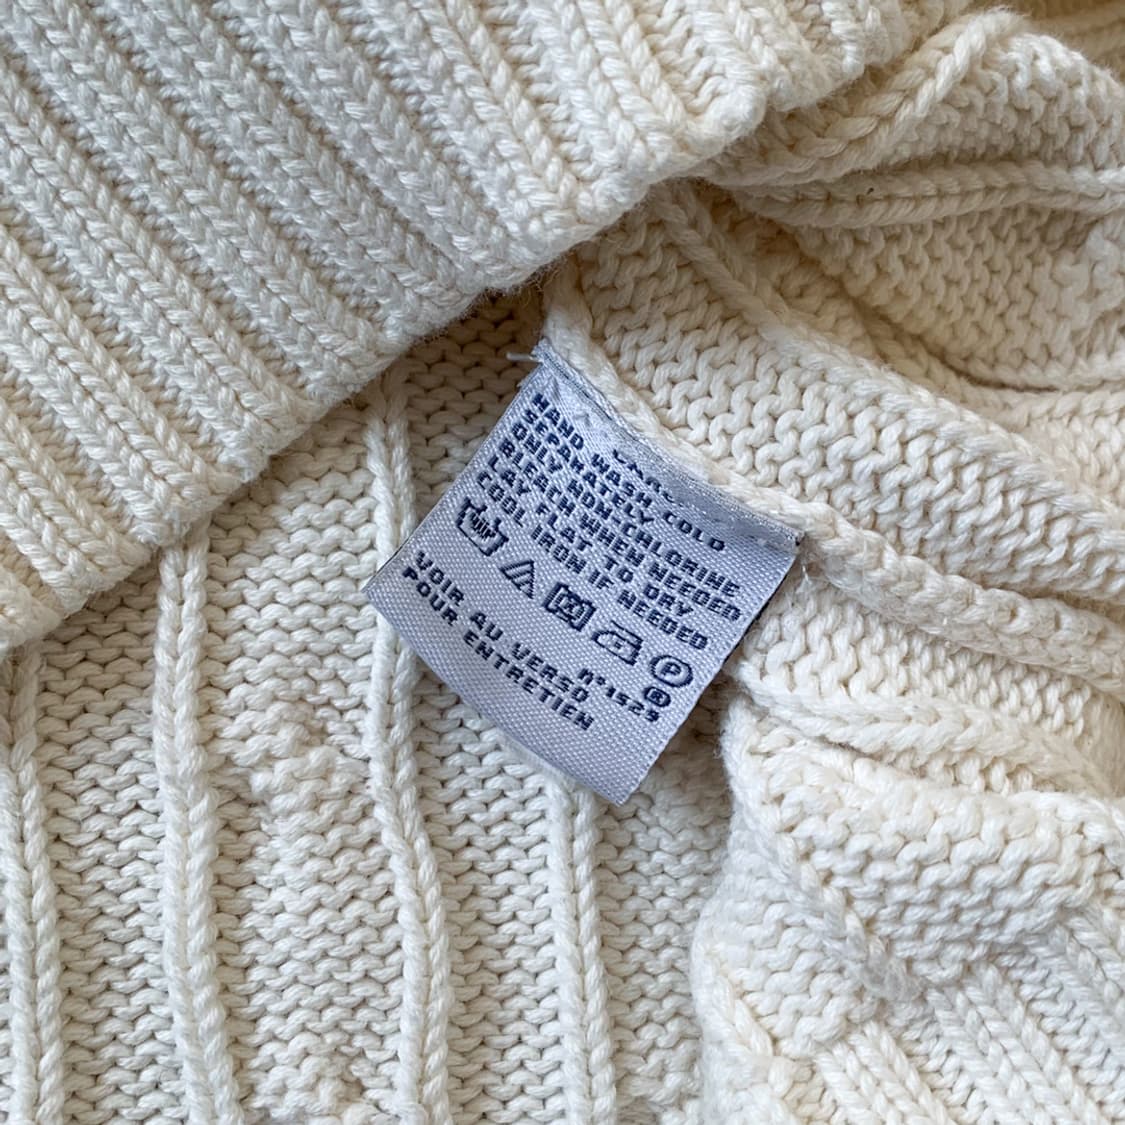 HAND WASH COLD
SEPARATELY
ONLY NON-CHLORINE
BLEACH WHEN NEEDED
LAY FLAT TO DRY
COOL IRON IF NEEDED
P
®
n° 1529
VOIR AU VERSO
POUR ENTRETIEN